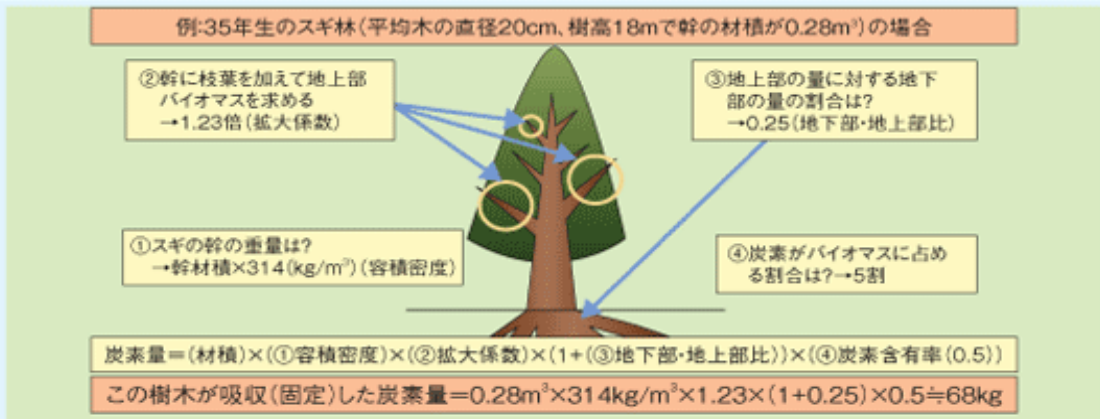 例:35年生のスギ林(平均木の直径20cm、樹高18mで幹の材積が0.28m³)の場合
②幹に枝葉を加えて地上部
バイオマスを求める
→1.23倍(拡大係数)
③地上部の量に対する地下
部の量の割合は?
→0.25(地下部・地上部比)
①スギの幹の重量は?
→幹材積×314(kg/m³)(容積密度)
④炭素がバイオマスに占め
る割合は?→5割
炭素量=(材積)×(①容積密度)×(②拡大係数)×(1+(③地下部・地上部比))×(④炭素含有率(0.5))
この樹木が吸収(固定)した炭素量=0.28m³×314kg/m³×1.23×(1+0.25)×0.5≒68kg